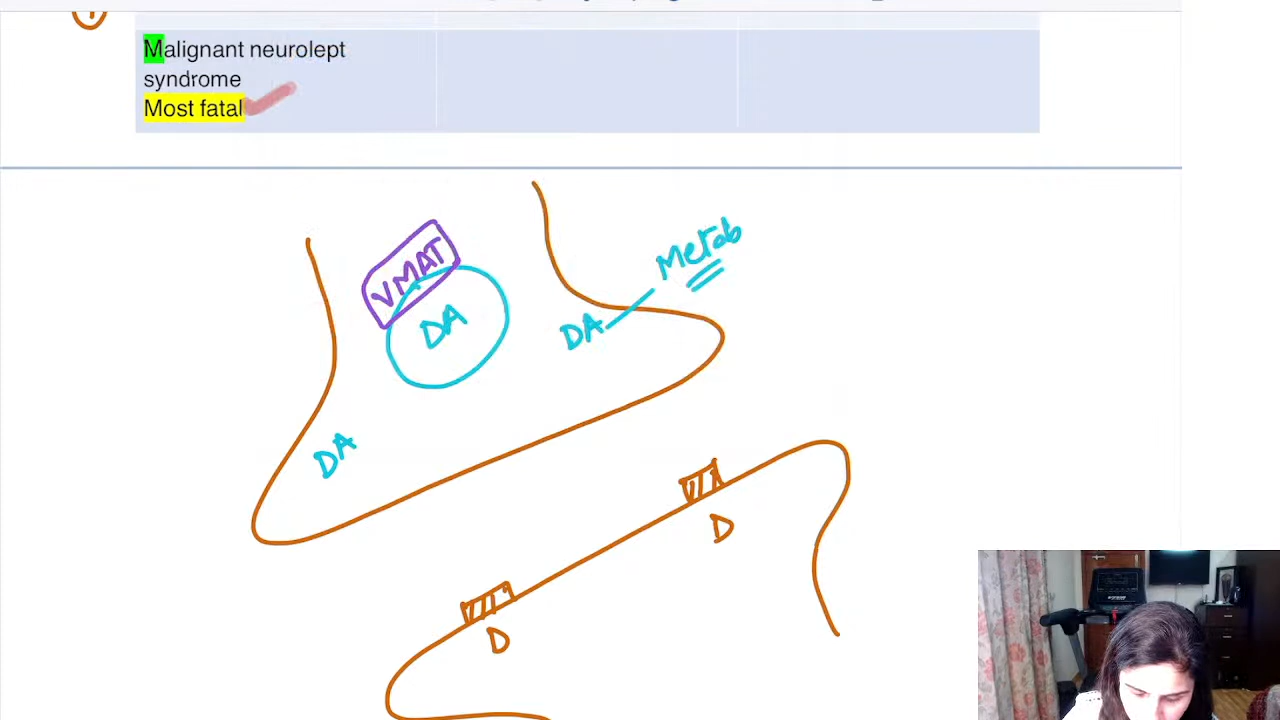 Malignant neurolept
syndrome
Most fatal
VMAT
Metab
DA
DA
DA
D
D